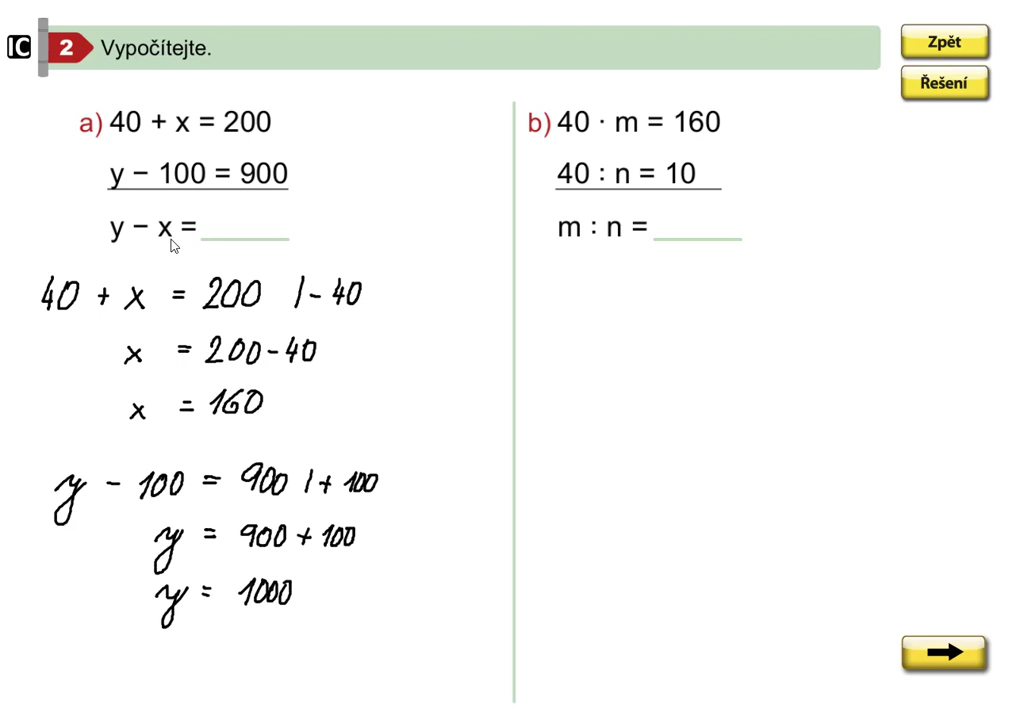 IC 2 Vypočítejte.
Zpět
Řešení
a) 40 + x = 200
y − 100 = 900
y − x =
40 + x = 200 /- 40
x = 200 - 40
x = 160
y - 100 = 900 /+ 100
y = 900 + 100
y = 1000
b) 40 · m = 160
40 : n = 10
m : n =